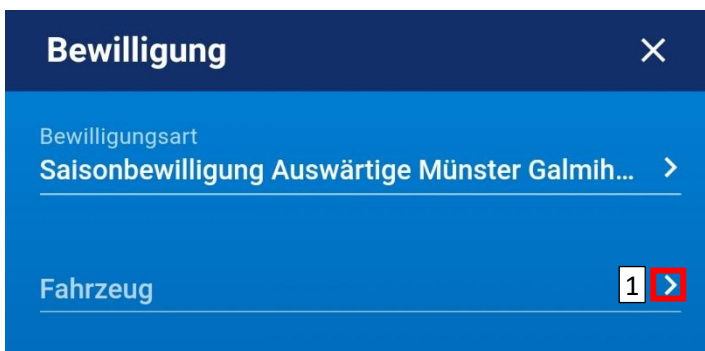 Bewilligung
Bewilligungsart
Saisonbewilligung Auswärtige Münster Galmih...
Fahrzeug 1